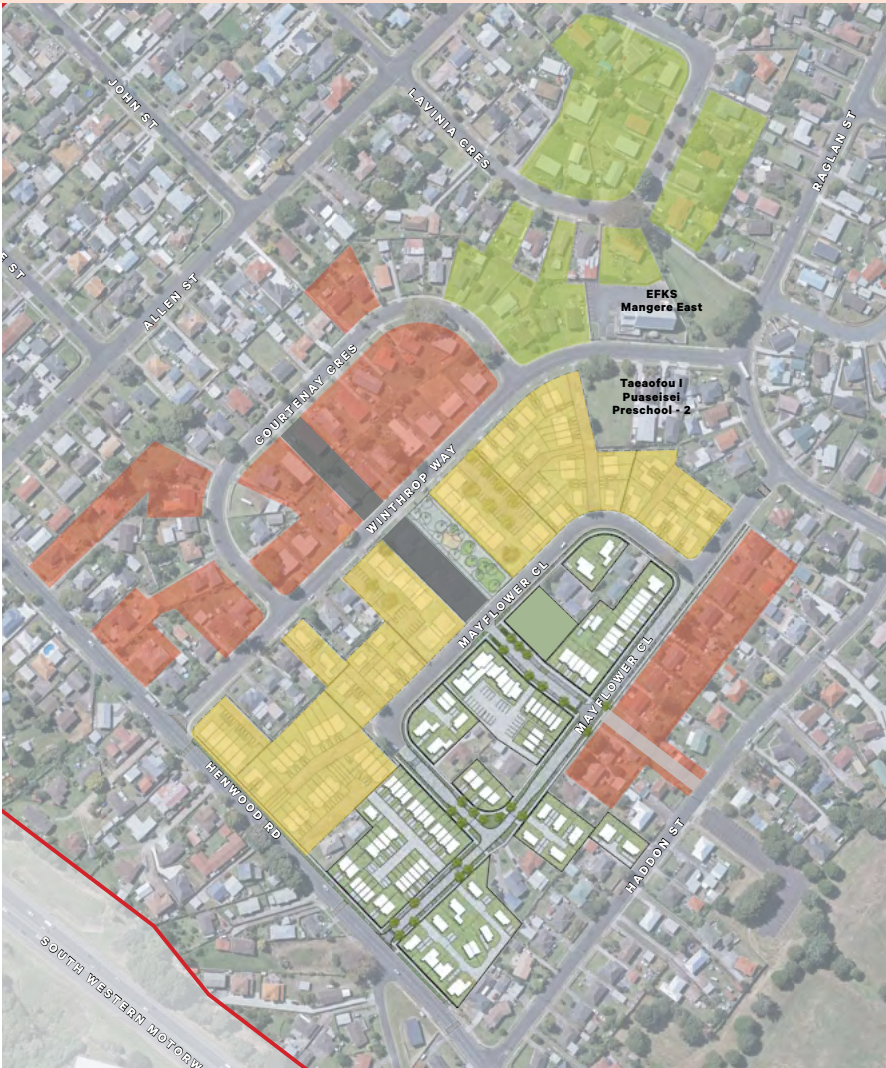 JOHN ST
LAVINIA CRES
RAGLAN ST
E ST
ALLEN ST
EFKS
Mangere East
COURTENAY CRES
Taeaofou I
Puaseisei
Preschool - 2
WINTHROP WAY
MAYFLOWER CL
MAYFLOWER CL
HENWOOD RD
HADDON ST
SOUTH WESTERN MOTORW